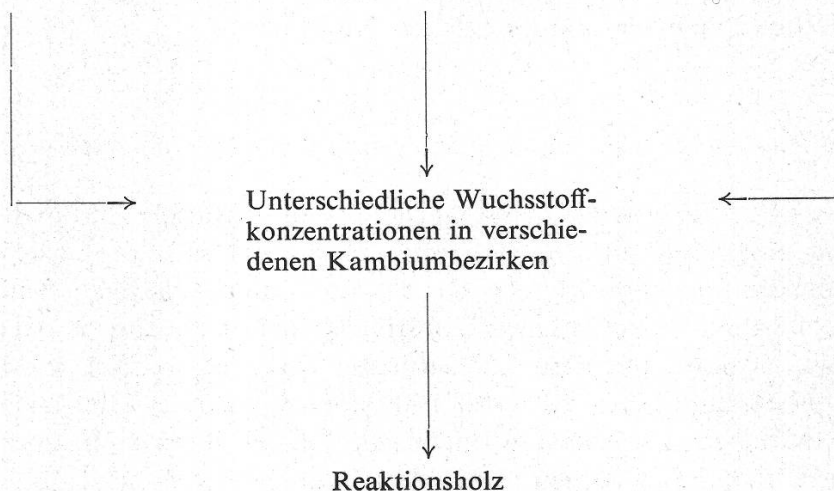 Unterschiedliche Wuchsstoff-
konzentrationen in verschie-
denen Kambiumbezirken
Reaktionsholz